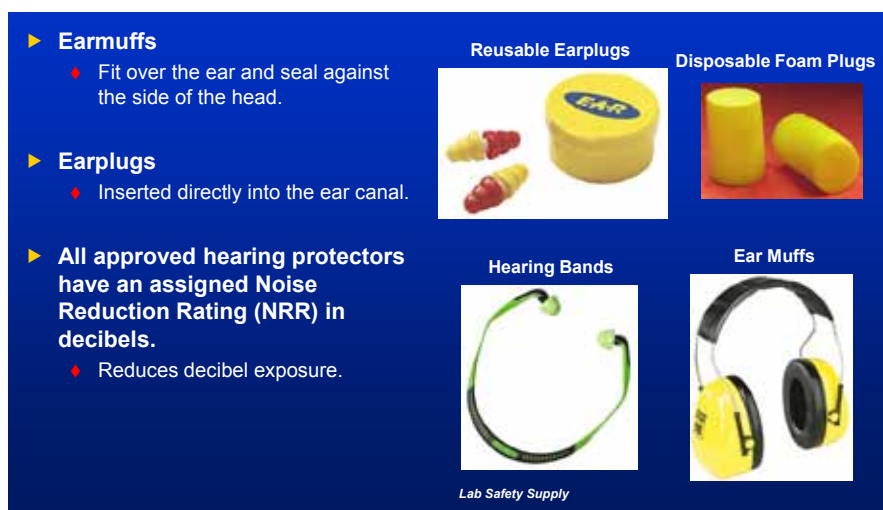 Earmuffs
Fit over the ear and seal against
the side of the head.
Earplugs
Inserted directly into the ear canal.
All approved hearing protectors
have an assigned Noise
Reduction Rating (NRR) in
decibels.
Reduces decibel exposure.
Reusable Earplugs
E·A·R
Disposable Foam Plugs
Hearing Bands
Ear Muffs
Lab Safety Supply